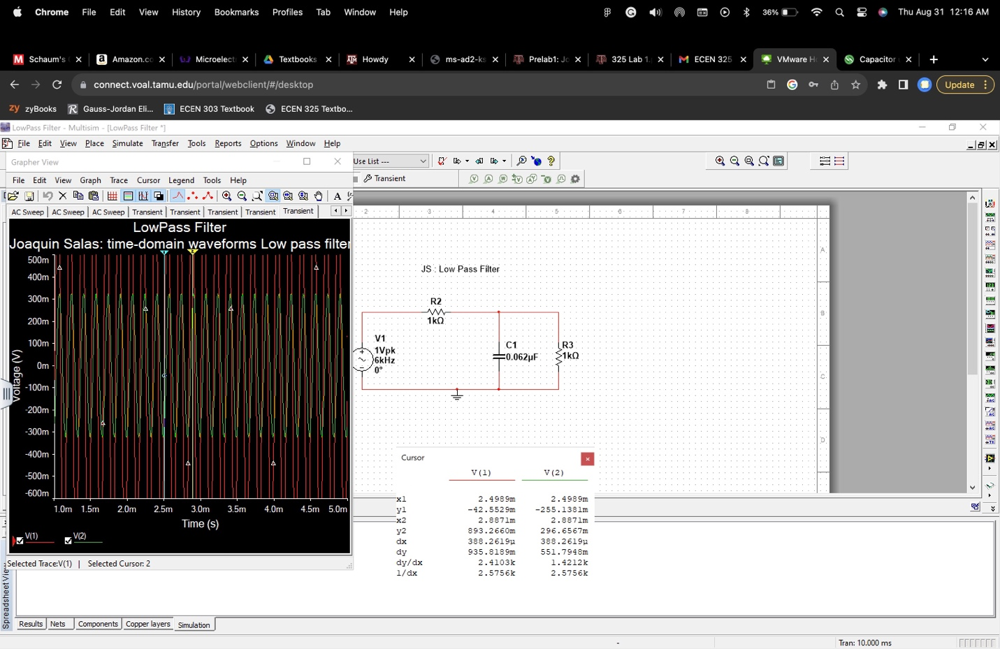 Chrome File Edit View History Bookmarks Profiles Tab Window Help 36% Thu Aug 31 12:16 AM
Schaum's Amazon.co Microelect Textbooks Howdy ms-ad2-ks Prelab1: Jo 325 Lab 1. ECEN 325 VMware Ho Capacitor
connect.voal.tamu.edu/portal/webclient/#/desktop Update
zyBooks Gauss-Jordan Eli... ECEN 303 Textbook ECEN 325 Textbo...
LowPass Filter - Multisim - [LowPass Filter *]
File Edit View Place Simulate Transfer Tools Reports Options Window Help
Grapher View
Use List ---
File Edit View Graph Trace Cursor Legend Tools Help
Transient
AC Sweep AC Sweep AC Sweep Transient Transient Transient Transient Transient
LowPass Filter
Joaquin Salas: time-domain waveforms Low pass filter
Voltage (V)
500m
400m
300m
200m
100m
0m
-100m
-200m
-300m
-400m
-500m
-600m
1.0m 1.5m 2.0m 2.5m 3.0m 3.5m 4.0m 4.5m 5.0m
Time (s)
V(1) V(2)
Selected Trace:V(1) | Selected Cursor: 2
2 3 4 5 6 7 8
A
B
C
D
JS : Low Pass Filter
R2
1kΩ
V1
1Vpk
6kHz
0°
C1
0.062µF
R3
1kΩ
Cursor
V(1) V(2)
x1 2.4989m 2.4989m
y1 -42.5529m -255.1381m
x2 2.8871m 2.8871m
y2 893.2660m 296.6567m
dx 388.2619µ 388.2619µ
dy 935.8189m 551.7948m
dy/dx 2.4103k 1.4212k
1/dx 2.5756k 2.5756k
Spreadsheet View
Results Nets Components Copper layers Simulation
- Tran: 10.000 ms